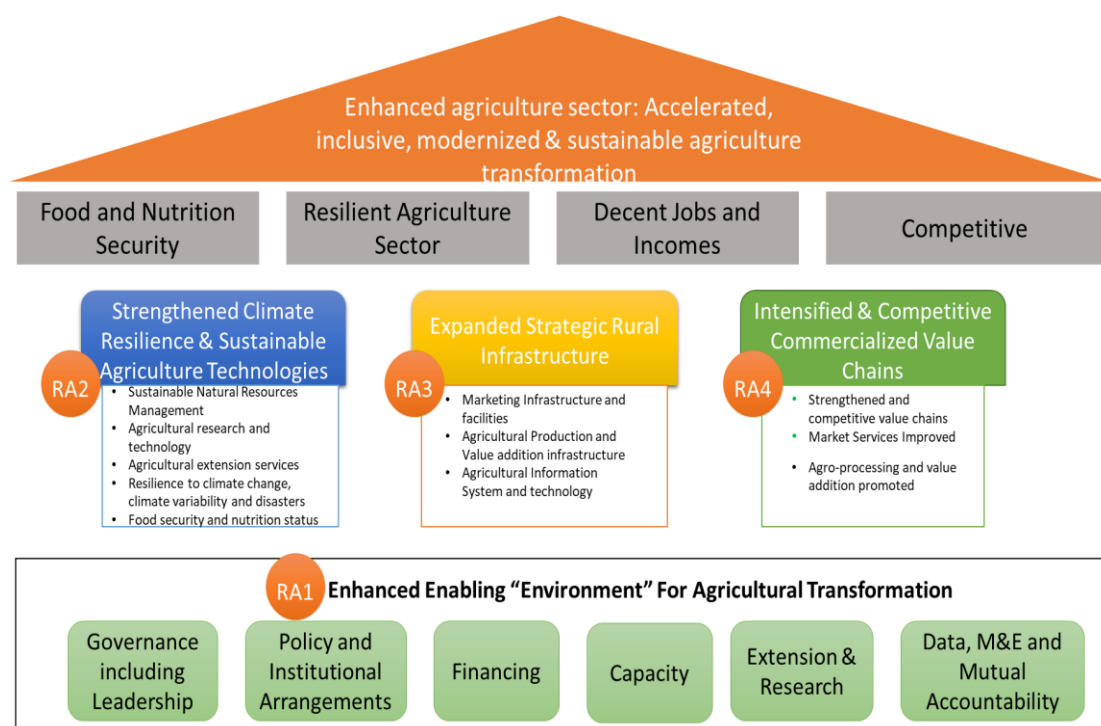 Enhanced agriculture sector: Accelerated,
inclusive, modernized & sustainable agriculture
transformation
Food and Nutrition
Security
Resilient Agriculture
Sector
Decent Jobs and
Incomes
Competitive
Strengthened Climate
Resilience & Sustainable
Agriculture Technologies
RA2
• Sustainable Natural Resources
Management
• Agricultural research and
technology
• Agricultural extension services
• Resilience to climate change,
climate variability and disasters
• Food security and nutrition status
Expanded Strategic Rural
Infrastructure
RA3
• Marketing Infrastructure and
facilities
• Agricultural Production and
Value addition infrastructure
• Agricultural Information
System and technology
Intensified & Competitive
Commercialized Value
Chains
RA4
• Strengthened and
competitive value chains
• Market Services Improved
• Agro-processing and value
addition promoted
RA1
Enhanced Enabling “Environment” For Agricultural Transformation
Governance
including
Leadership
Policy and
Institutional
Arrangements
Financing
Capacity
Extension &
Research
Data, M&E and
Mutual
Accountability